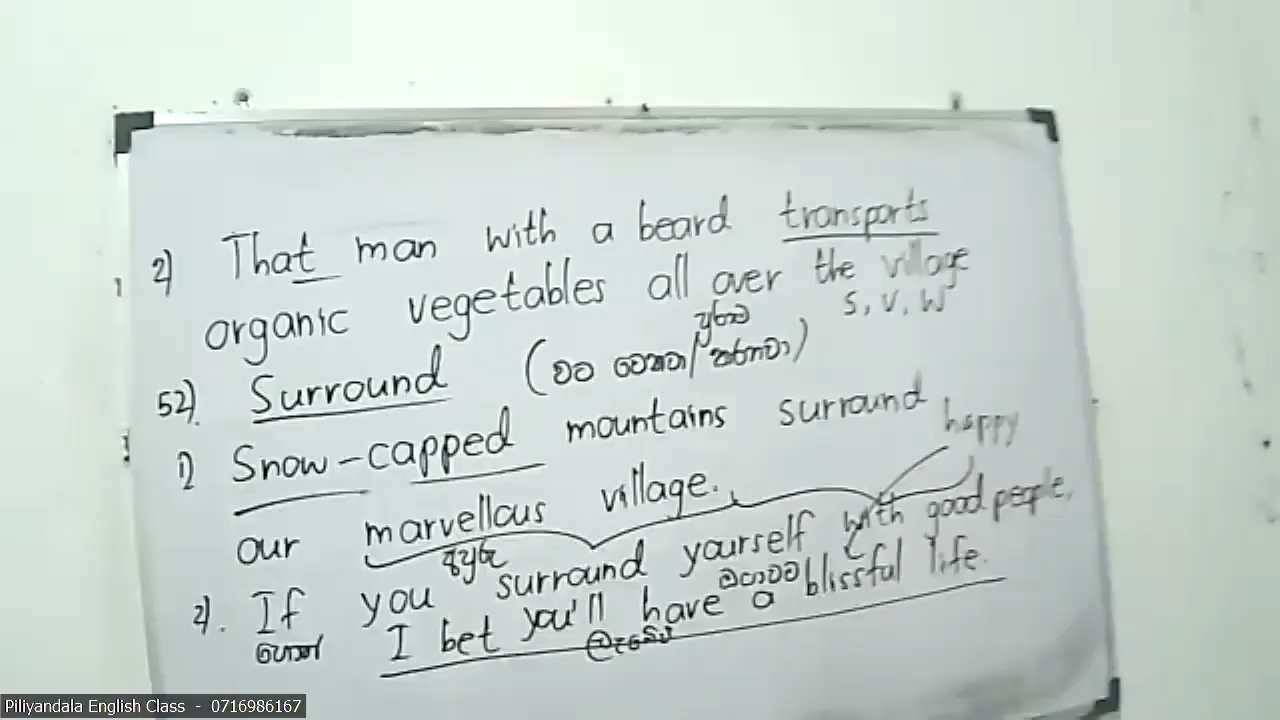 2) That man with a beard transports
organic vegetables all over the village
S, V, W
52). Surround (වට
1) Snow-capped mountains surround
happy
our marvellous village.
2). If you surround yourself with good people,
I bet you'll have a blissful life.
Piliyandala English Class - 0716986167